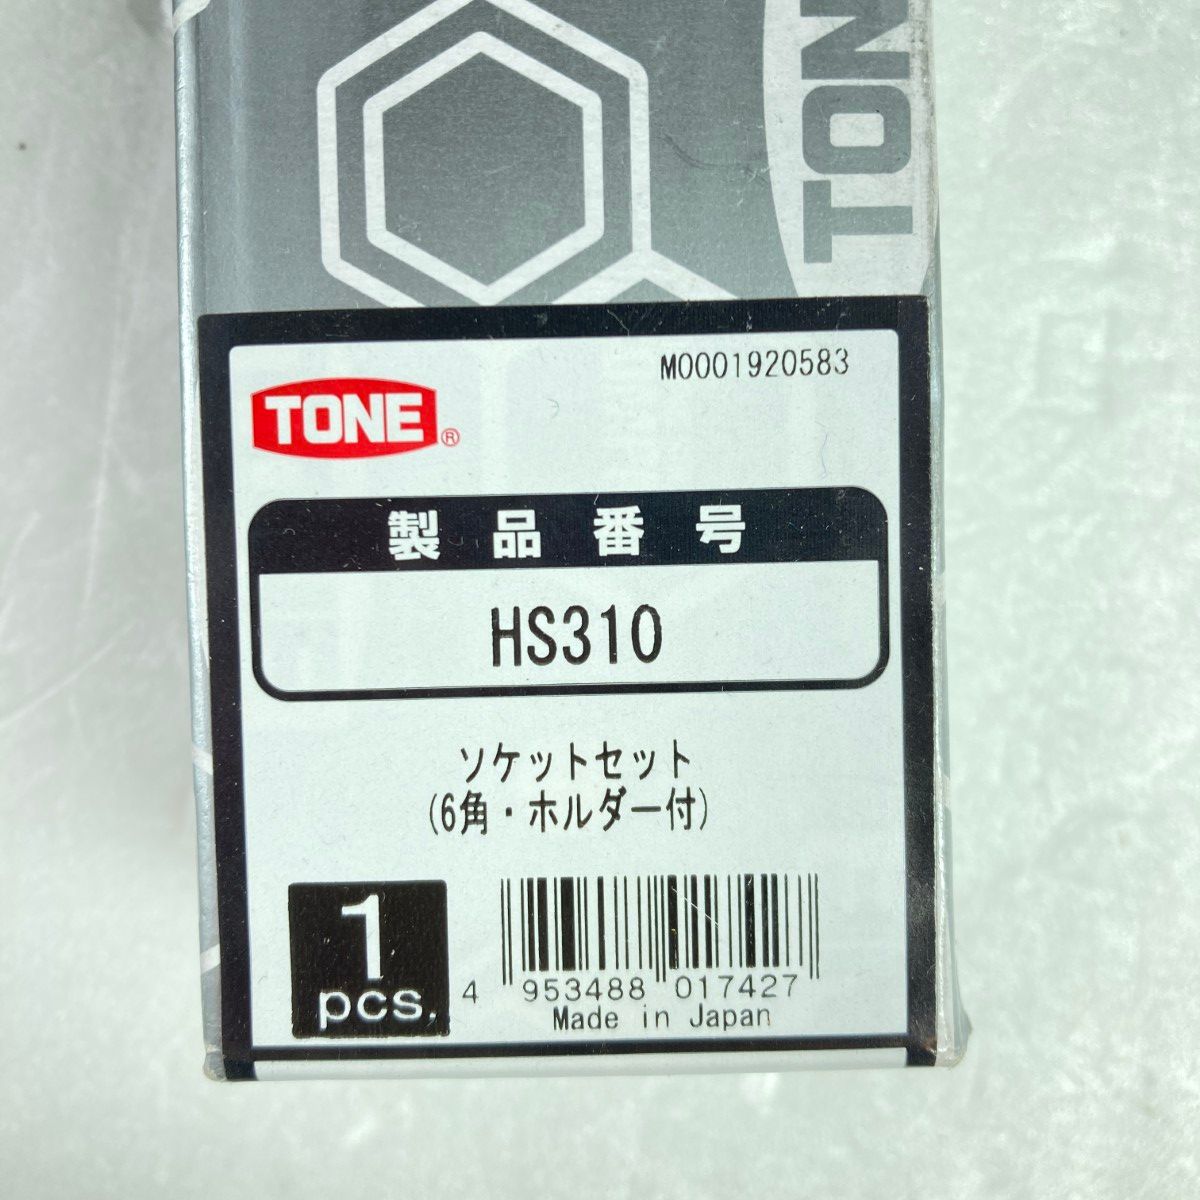 TON
M0001920583
TONE®
製品番号
HS310
ソケットセット
(6角・ホルダー付)
1
pcs.
4 953488 017427
Made in Japan